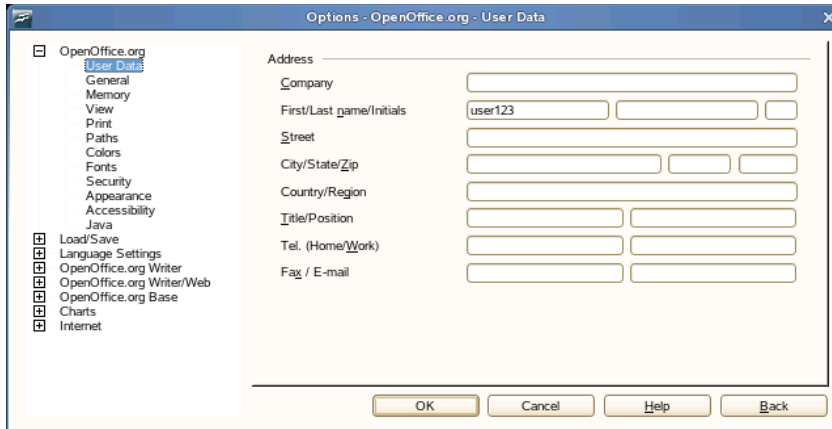 Options - OpenOffice.org - User Data
OpenOffice.org
User Data
General
Memory
View
Print
Paths
Colors
Fonts
Security
Appearance
Accessibility
Java
Load/Save
Language Settings
OpenOffice.org Writer
OpenOffice.org Writer/Web
OpenOffice.org Base
Charts
Internet
Address
Company
First/Last name/Initials user123
Street
City/State/Zip
Country/Region
Title/Position
Tel. (Home/Work)
Fax / E-mail
OK Cancel Help Back